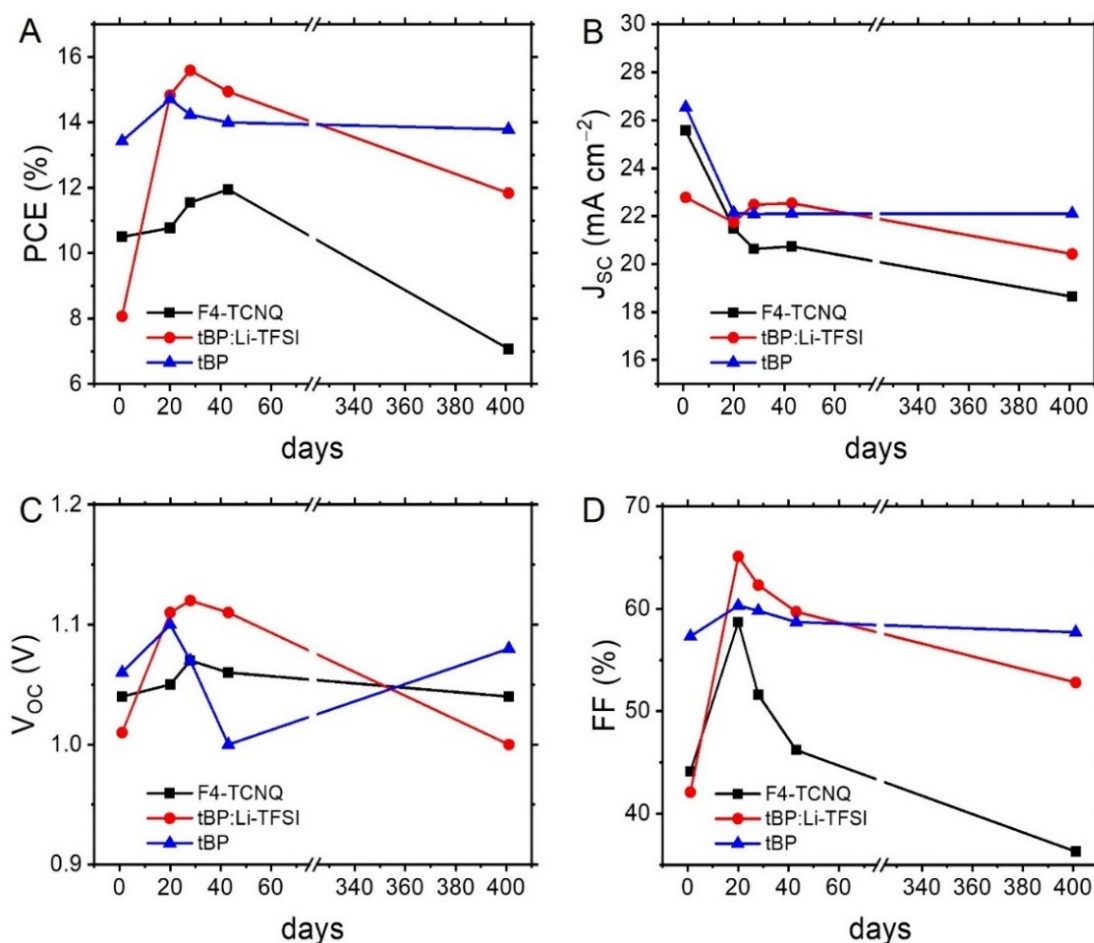 A
PCE (%)
16
14
12
10
8
6
F4-TCNQ
tBP:Li-TFSI
tBP
0 20 40 60 340 360 380 400
days
B
J_SC (mA cm⁻²)
30
28
26
24
22
20
18
16
F4-TCNQ
tBP:Li-TFSI
tBP
0 20 40 60 340 360 380 400
days
C
V_OC (V)
1.2
1.1
1.0
0.9
F4-TCNQ
tBP:Li-TFSI
tBP
0 20 40 60 340 360 380 400
days
D
FF (%)
70
60
50
40
F4-TCNQ
tBP:Li-TFSI
tBP
0 20 40 60 340 360 380 400
days